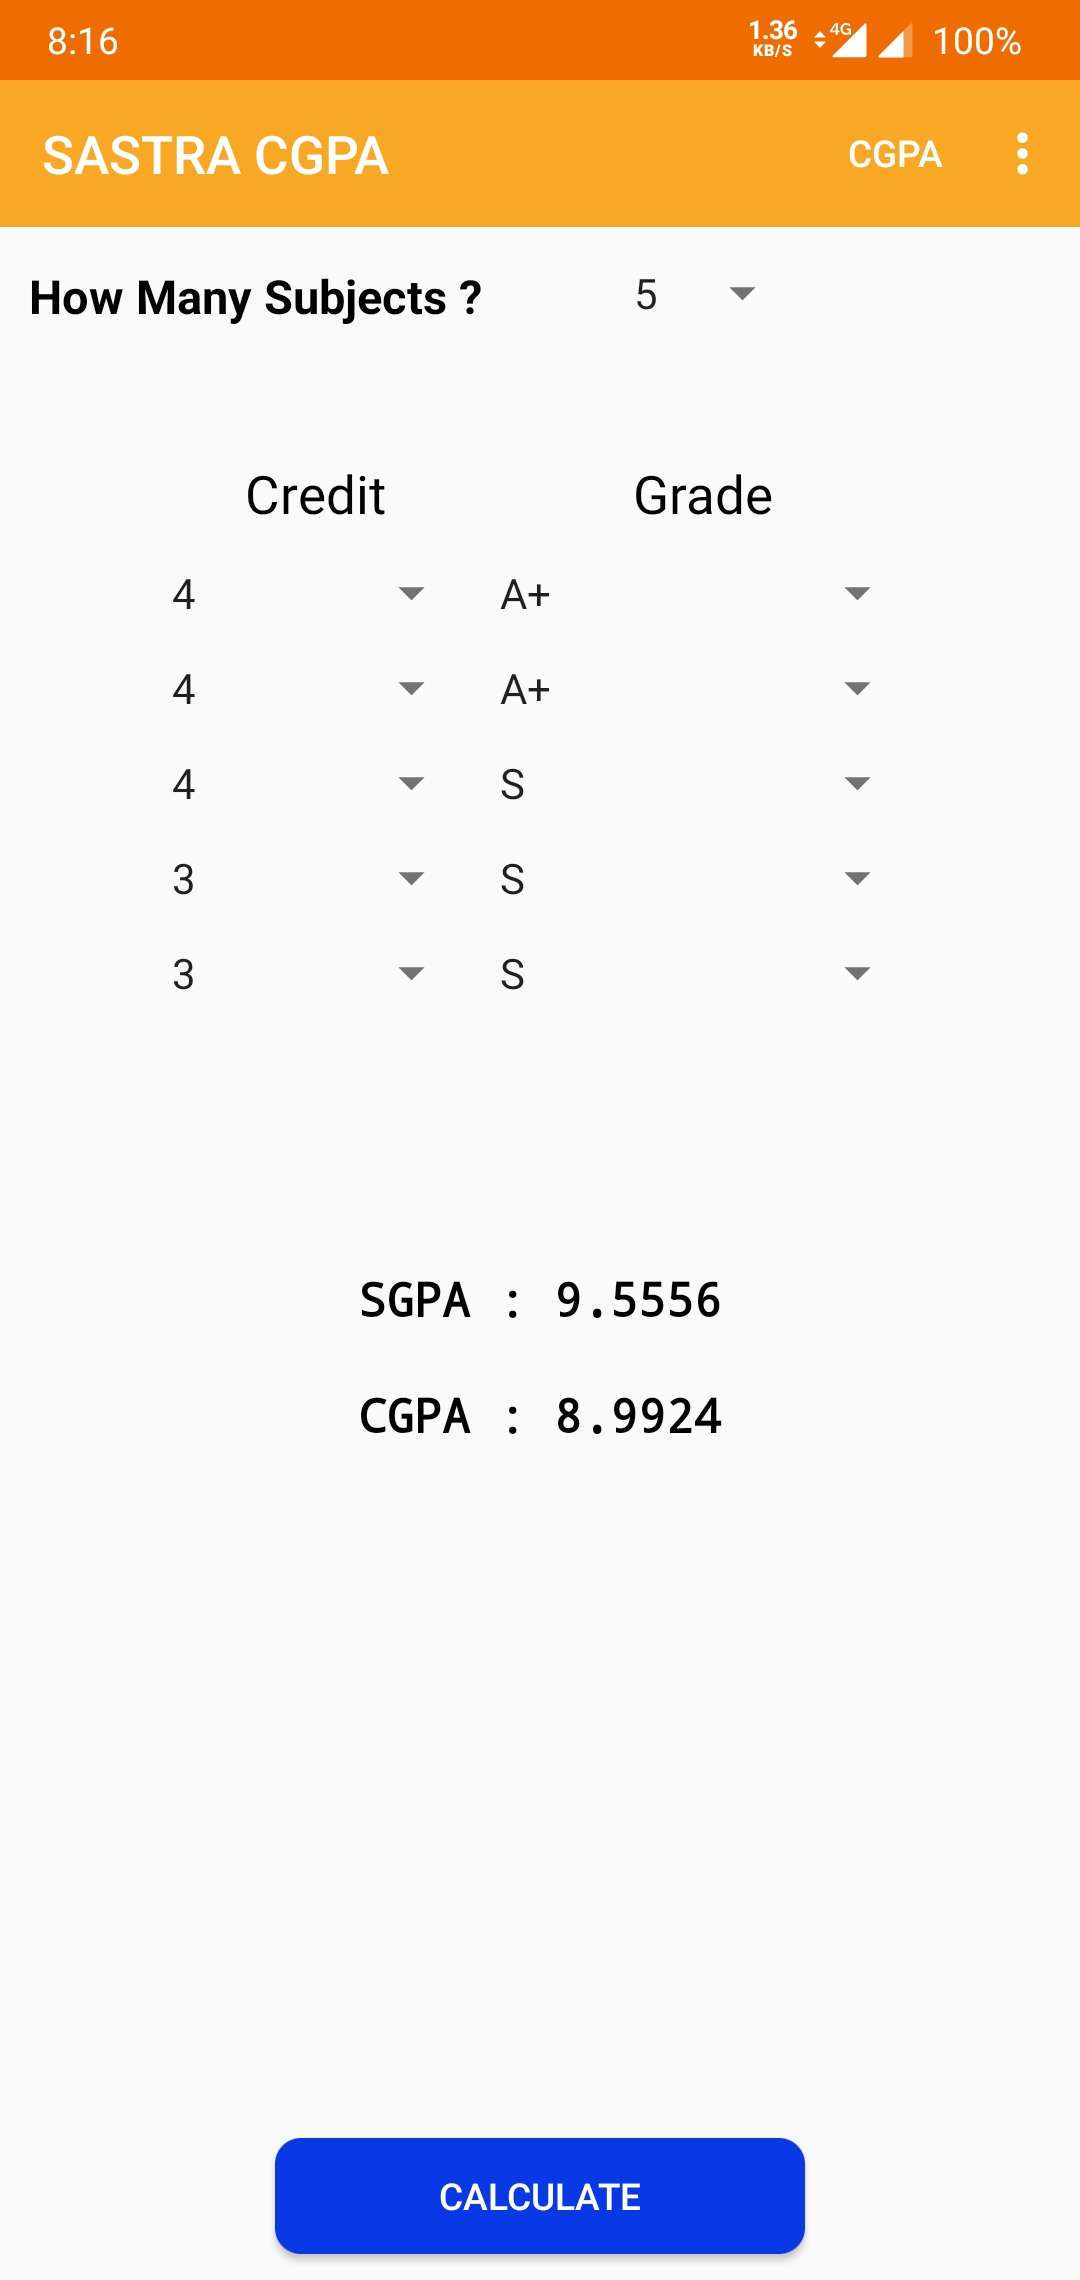 8:16 1.36 KB/S 4G 100%
SASTRA CGPA CGPA
How Many Subjects ? 5
Credit Grade
4 A+
4 A+
4 S
3 S
3 S
SGPA : 9.5556
CGPA : 8.9924
CALCULATE